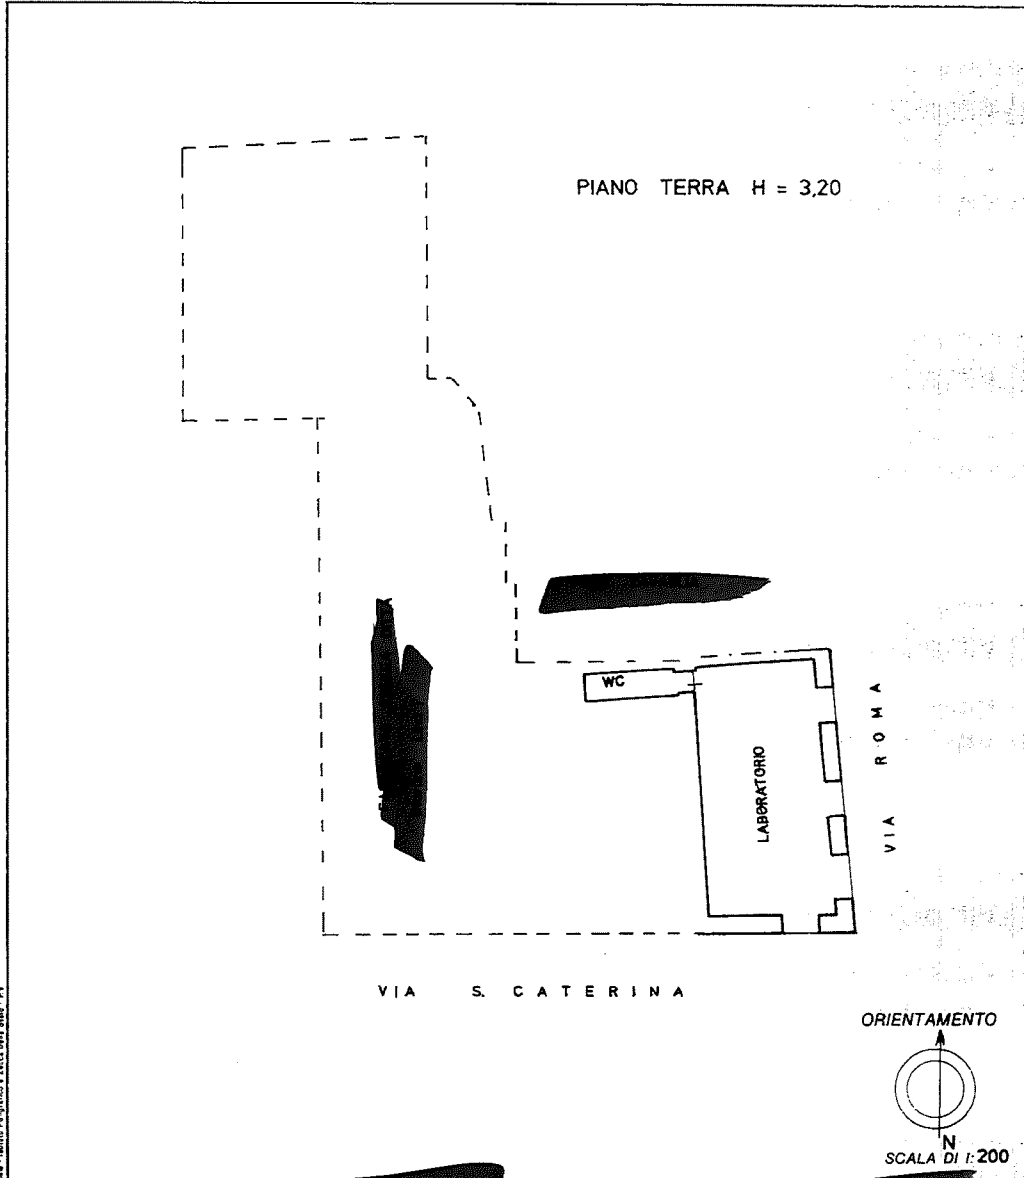 PIANO TERRA H = 3,20
WC
LABORATORIO
VIA ROMA
VIA S. CATERINA
ORIENTAMENTO
N
SCALA DI 1:200